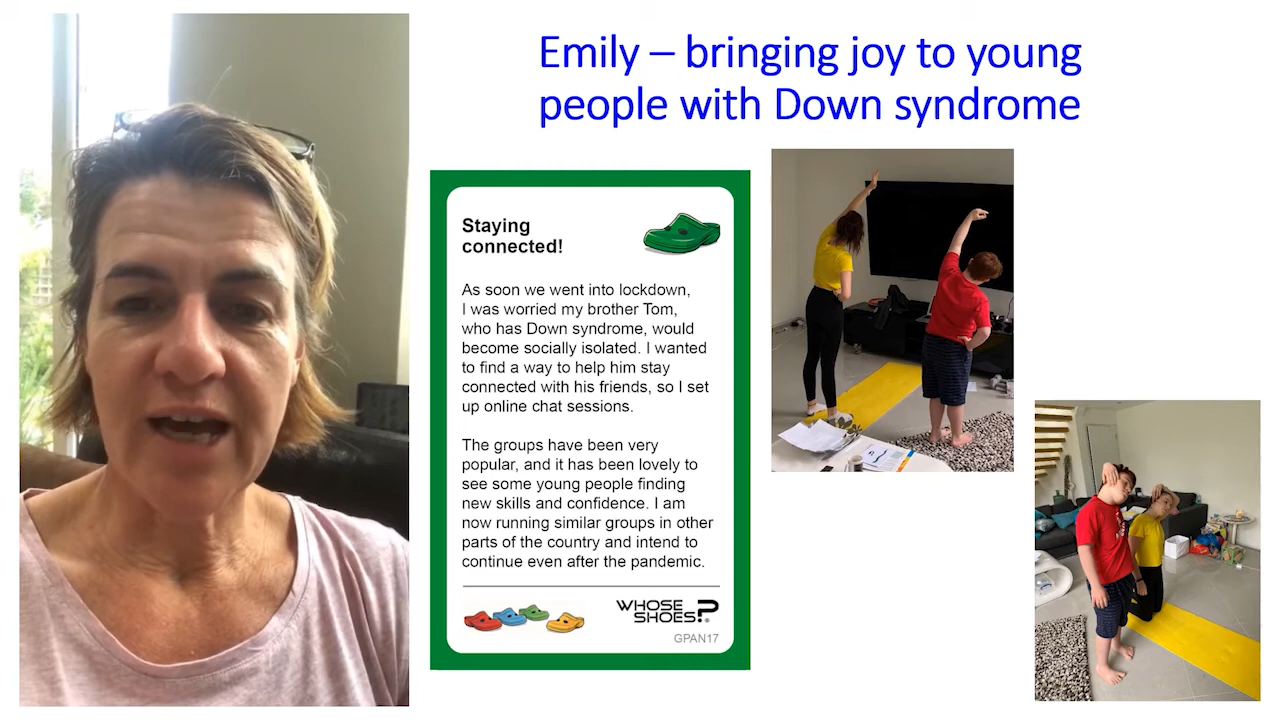 Emily – bringing joy to young
people with Down syndrome
Staying
connected!
As soon we went into lockdown,
I was worried my brother Tom,
who has Down syndrome, would
become socially isolated. I wanted
to find a way to help him stay
connected with his friends, so I set
up online chat sessions.
The groups have been very
popular, and it has been lovely to
see some young people finding
new skills and confidence. I am
now running similar groups in other
parts of the country and intend to
continue even after the pandemic.
WHOSE
SHOES?®
GPAN17